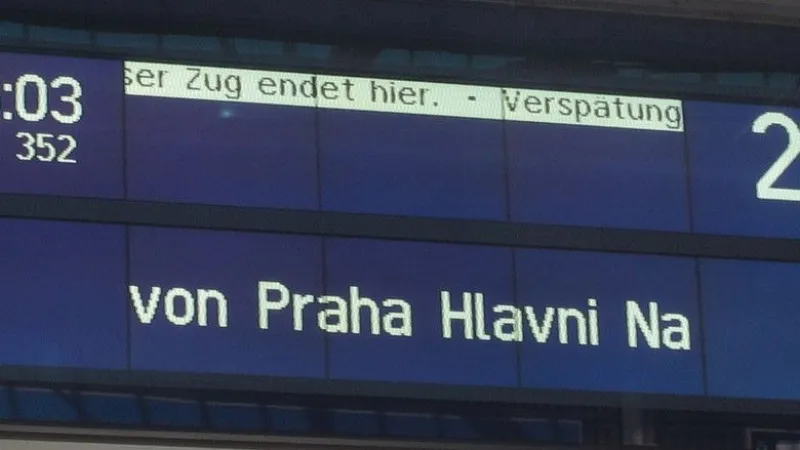 :03 ser Zug endet hier. - Verspätung 2
352
von Praha Hlavni Na